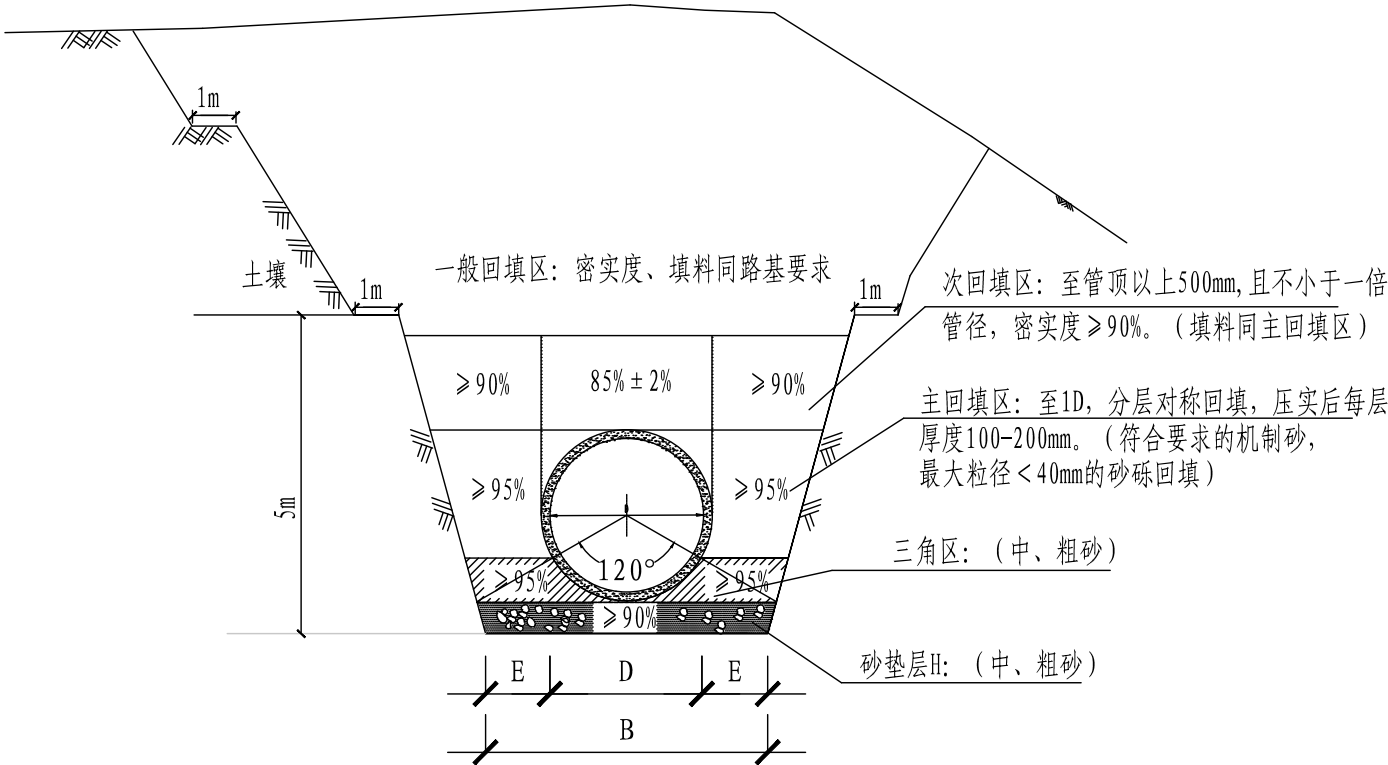 1m
土壤
一般回填区：密实度、填料同路基要求
1m
1m
次回填区：至管顶以上500mm,且不小于一倍
管径，密实度≥90%。（填料同主回填区）
≥90%
85%±2%
≥90%
主回填区：至1D，分层对称回填，压实后每层
厚度100-200mm。（符合要求的机制砂，
最大粒径＜40mm的砂砾回填）
≥95%
≥95%
5m
三角区：（中、粗砂）
120°
≥95%
≥95%
≥90%
砂垫层H：（中、粗砂）
E
D
E
B